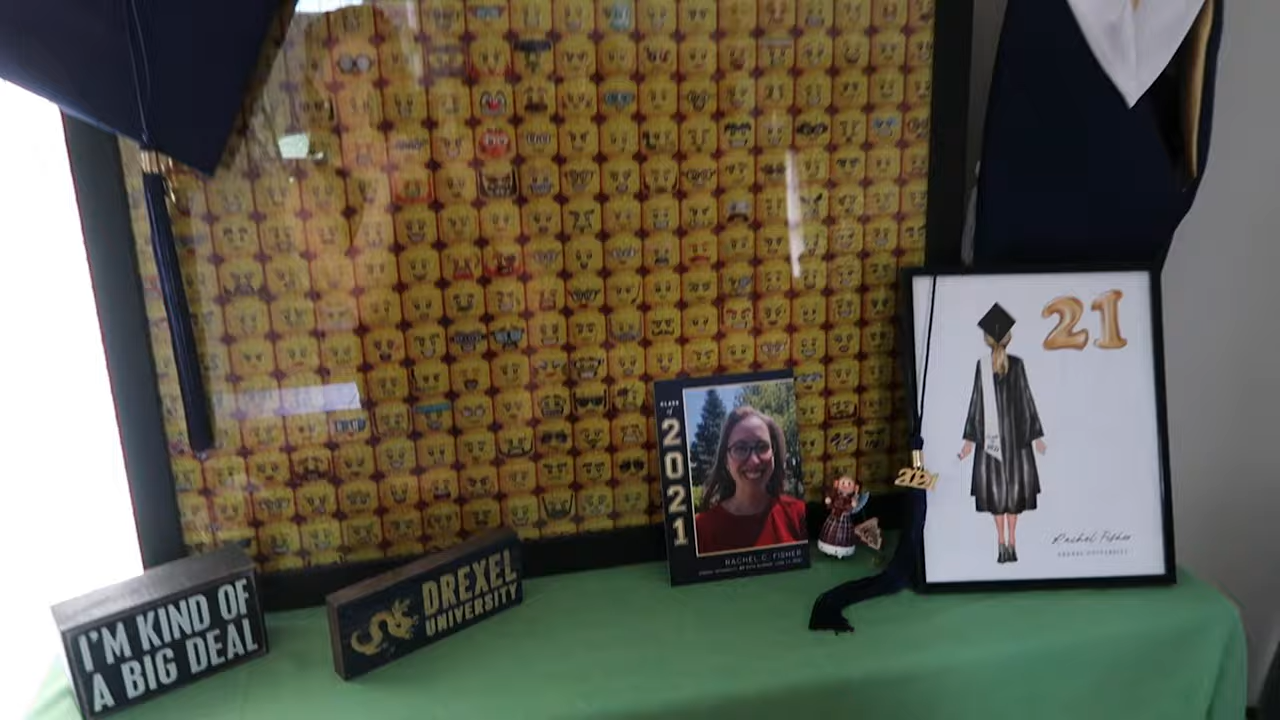 I'M KIND OF
A BIG DEAL
DREXEL
UNIVERSITY
CLASS
of
2021
RACHEL C. FISHER
2021
21
Rachel Fisher
DREXEL UNIVERSITY